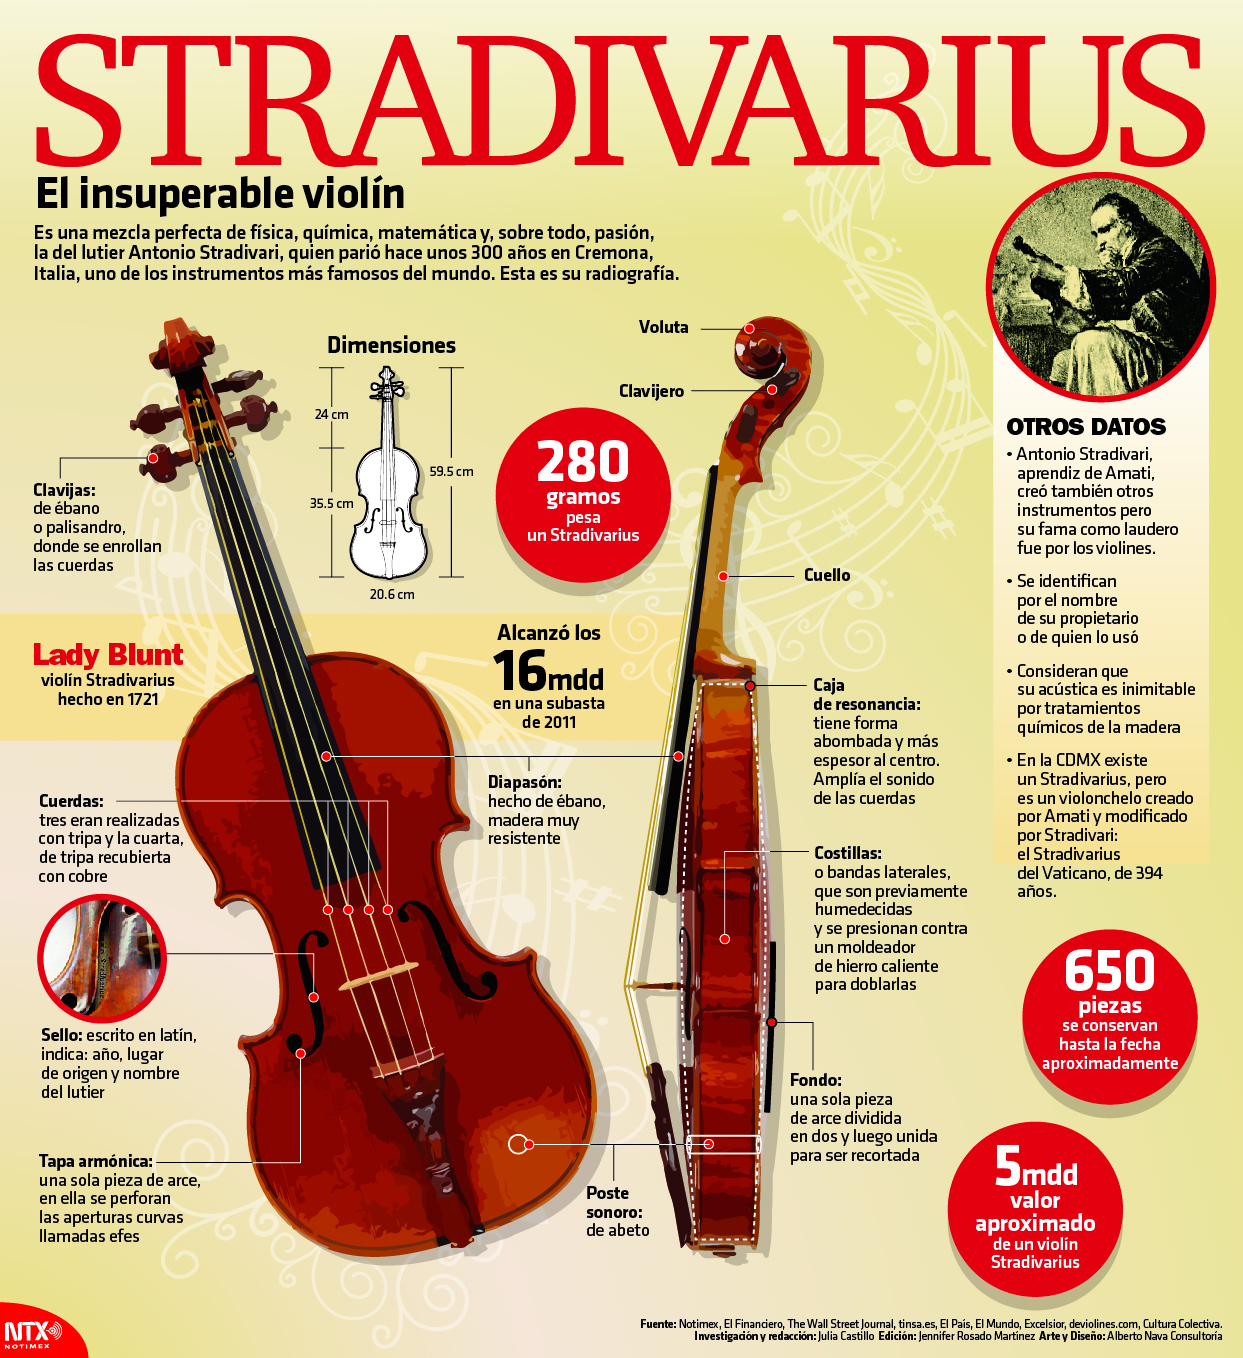 STRADIVARIUS
El insuperable violín
Es una mezcla perfecta de física, química, matemática y, sobre todo, pasión,
la del lutier Antonio Stradivari, quien parió hace unos 300 años en Cremona,
Italia, uno de los instrumentos más famosos del mundo. Esta es su radiografía.
Dimensiones
24 cm
35.5 cm
59.5 cm
20.6 cm
280
gramos
pesa
un Stradivarius
Voluta
Clavijero
Cuello
Clavijas:
de ébano
o palisandro,
donde se enrollan
las cuerdas
Lady Blunt
violín Stradivarius
hecho en 1721
Alcanzó los
16mdd
en una subasta
de 2011
Diapasón:
hecho de ébano,
madera muy
resistente
Cuerdas:
tres eran realizadas
con tripa y la cuarta,
de tripa recubierta
con cobre
Sello: escrito en latín,
indica: año, lugar
de origen y nombre
del lutier
Tapa armónica:
una sola pieza de arce,
en ella se perforan
las aperturas curvas
llamadas efes
Poste
sonoro:
de abeto
Caja
de resonancia:
tiene forma
abombada y más
espesor al centro.
Amplía el sonido
de las cuerdas
Costillas:
o bandas laterales,
que son previamente
humedecidas
y se presionan contra
un moldeador
de hierro caliente
para doblarlas
Fondo:
una sola pieza
de arce dividida
en dos y luego unida
para ser recortada
OTROS DATOS
• Antonio Stradivari,
aprendiz de Amati,
creó también otros
instrumentos pero
su fama como laudero
fue por los violines.
• Se identifican
por el nombre
de su propietario
o de quien lo usó
• Consideran que
su acústica es inimitable
por tratamientos
químicos de la madera
• En la CDMX existe
un Stradivarius, pero
es un violonchelo creado
por Amati y modificado
por Stradivari:
el Stradivarius
del Vaticano, de 394
años.
650
piezas
se conservan
hasta la fecha
aproximadamente
5mdd
valor
aproximado
de un violín
Stradivarius
NTX
NOTIMEX
Fuente: Notimex, El Financiero, The Wall Street Journal, tinsa.es, El País, El Mundo, Excelsior, deviolines.com, Cultura Colectiva.
Investigación y redacción: Julia Castillo Edición: Jennifer Rosado Martínez Arte y Diseño: Alberto Nava Consultoría